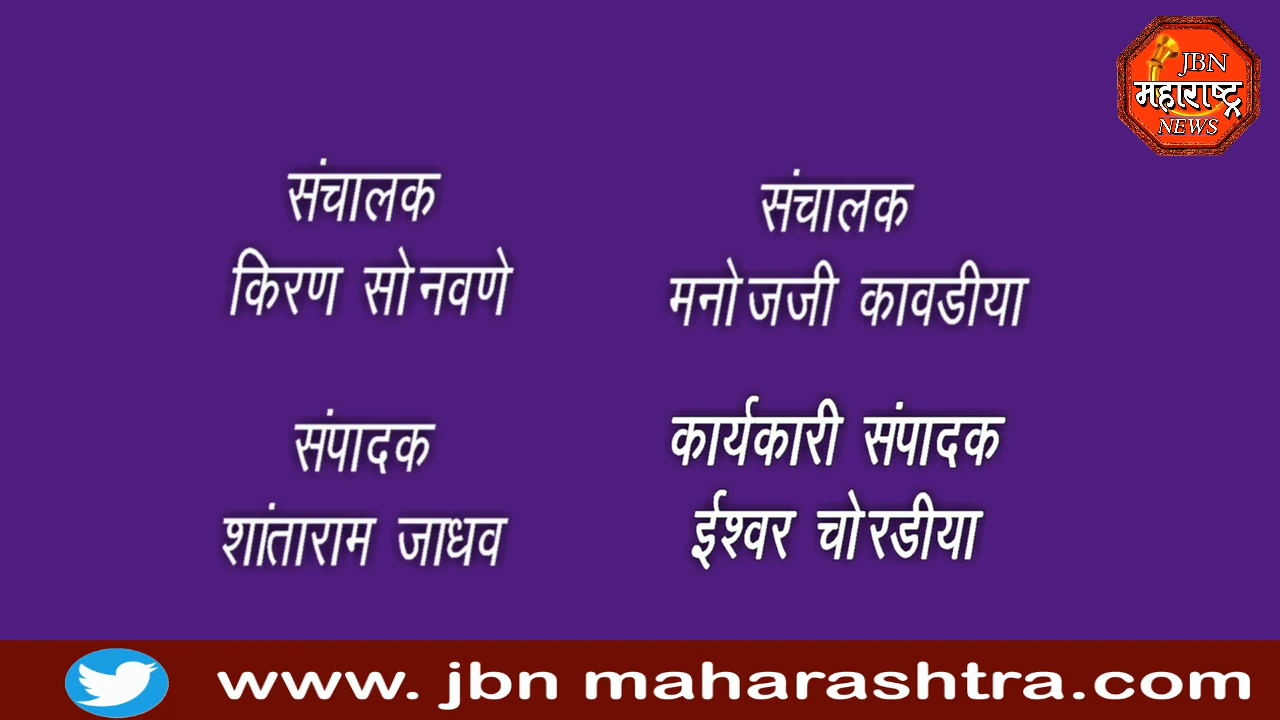 JBN
महाराष्ट्र
NEWS
संचालक
किरण सोनवणे
संचालक
मनोजजी कावडीया
संपादक
शांताराम जाधव
कार्यकारी संपादक
ईश्वर चोरडीया
www. jbn maharashtra.com